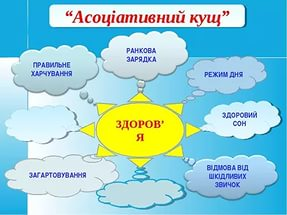 “Асоціативний кущ”
РАНКОВА
ЗАРЯДКА
ПРАВИЛЬНЕ
ХАРЧУВАННЯ
РЕЖИМ ДНЯ
ЗДОРОВ’
Я
ЗДОРОВИЙ
СОН
ЗАГАРТОВУВАННЯ
ВІДМОВА ВІД
ШКІДЛИВИХ
ЗВИЧОК